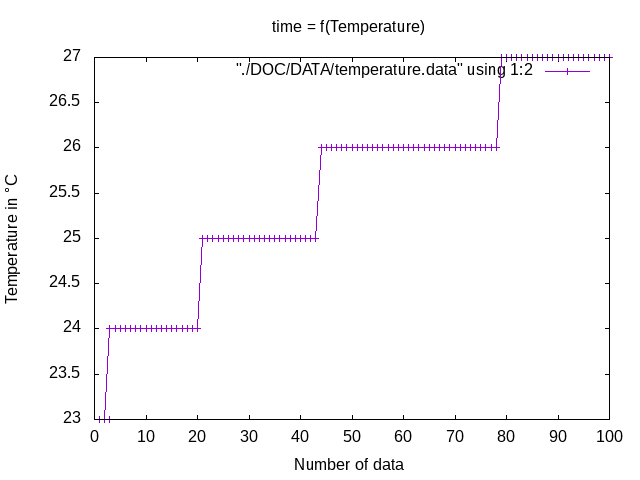 time = f(Temperature)
27
"./DOC/DATA/temperature.data" using 1:2
26.5
26
25.5
25
24.5
24
23.5
23
Temperature in °C
0 10 20 30 40 50 60 70 80 90 100
Number of data